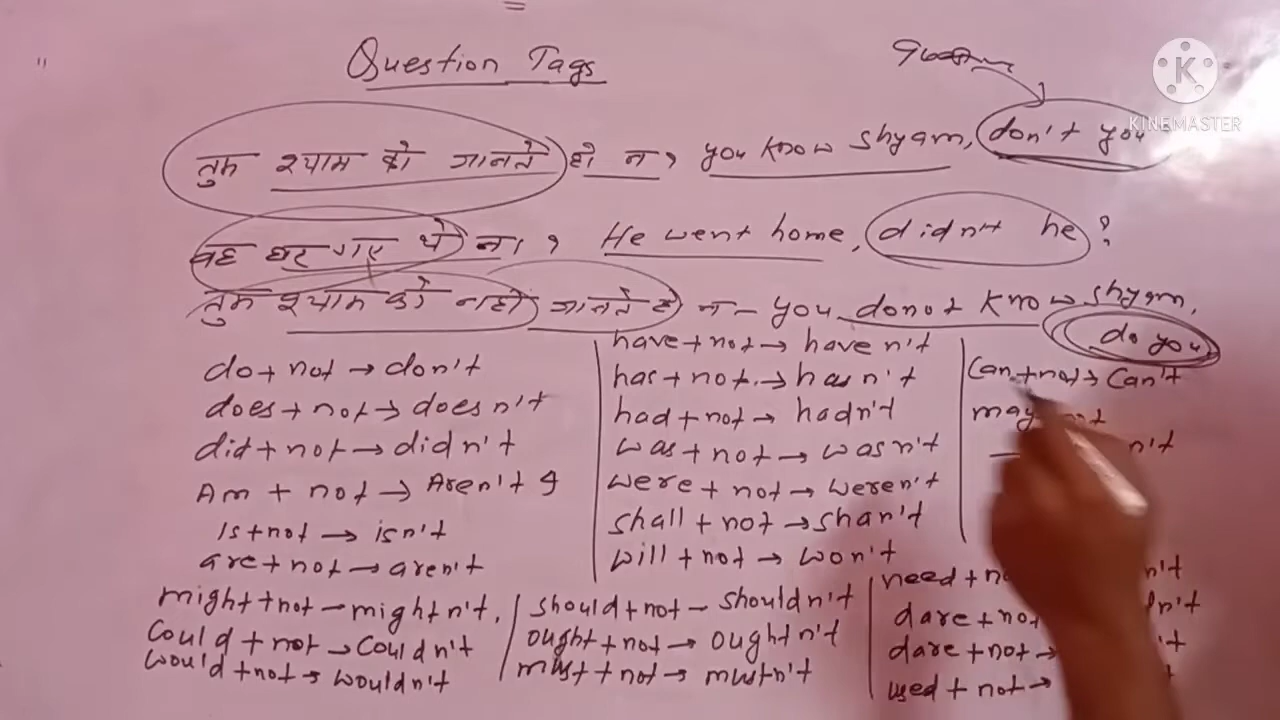 Question Tags
K
KINEMASTER
तुम श्याम को जानते हो न, you know shyam, don't you
वह घर गए थे ना, He went home, didn't he?
तुम श्याम को नही जानते हो न - you donot know shyam,
do you
do + not → don't
does + not → doesn't
did + not → didn't
Am + not → Aren't I
Is + not → isn't
are + not → aren't
have + not → haven't
has + not → hasn't
had + not → hadn't
was + not → wasn't
were + not → weren't
shall + not → shan't
will + not → won't
Can + not → Can't
may
n't
might + not - mightn't,
Could + not → Couldn't
would + not → wouldn't
should + not - shouldn't
ought + not → oughtn't
must + not → mustn't
need + no n't
dare + not
dare + not →
used + not →